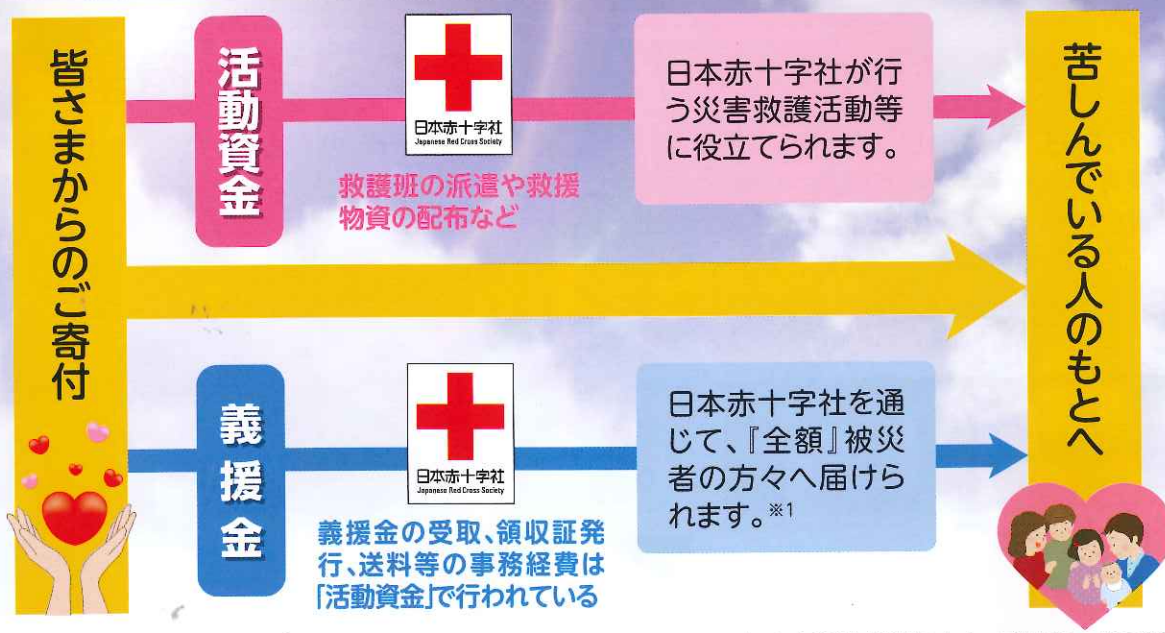 皆さまからのご寄付
活動資金
日本赤十字社
Japanese Red Cross Society
救護班の派遣や救援
物資の配布など
日本赤十字社が行
う災害救護活動等
に役立てられます。
義援金
日本赤十字社
Japanese Red Cross Society
義援金の受取、領収証発
行、送料等の事務経費は
「活動資金」で行われている
日本赤十字社を通
じて、『全額』被災
者の方々へ届けら
れます。※1
苦しんでいる人のもとへ